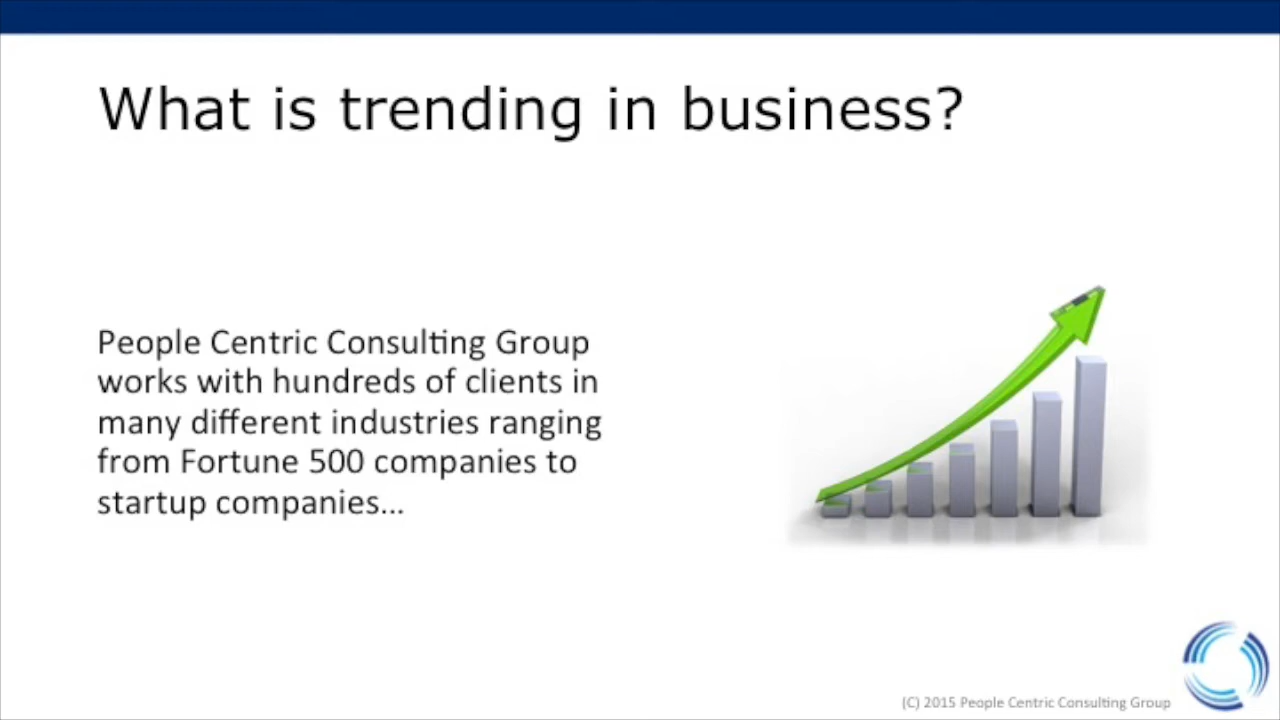 What is trending in business?
People Centric Consulting Group
works with hundreds of clients in
many different industries ranging
from Fortune 500 companies to
startup companies...
(C) 2015 People Centric Consulting Group